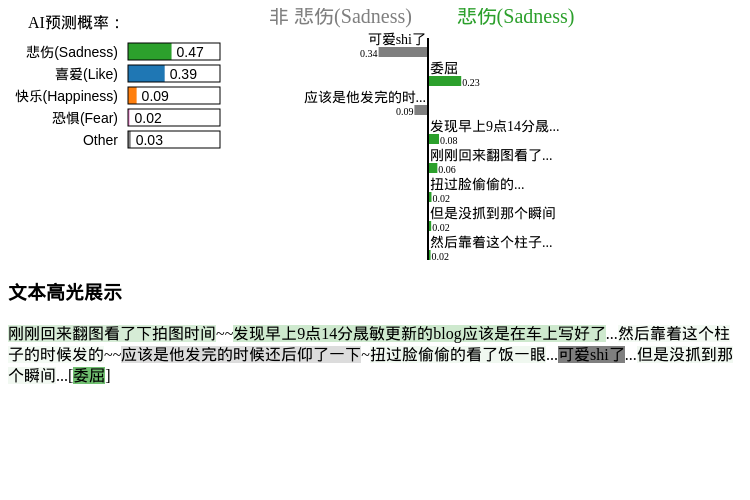 AI预测概率：
悲伤(Sadness) 0.47
喜爱(Like) 0.39
快乐(Happiness) 0.09
恐惧(Fear) 0.02
Other 0.03
非 悲伤(Sadness) 悲伤(Sadness)
可爱shi了
0.34
委屈
0.23
应该是他发完的时...
0.09
发现早上9点14分晟...
0.08
刚刚回来翻图看了...
0.06
扭过脸偷偷的...
0.02
但是没抓到那个瞬间
0.02
然后靠着这个柱子...
0.02
文本高光展示
刚刚回来翻图看了下拍图时间~~发现早上9点14分晟敏更新的blog应该是在车上写好了...然后靠着这个柱
子的时候发的~~应该是他发完的时候还后仰了一下~扭过脸偷偷的看了饭一眼...可爱shi了...但是没抓到那
个瞬间...[委屈]